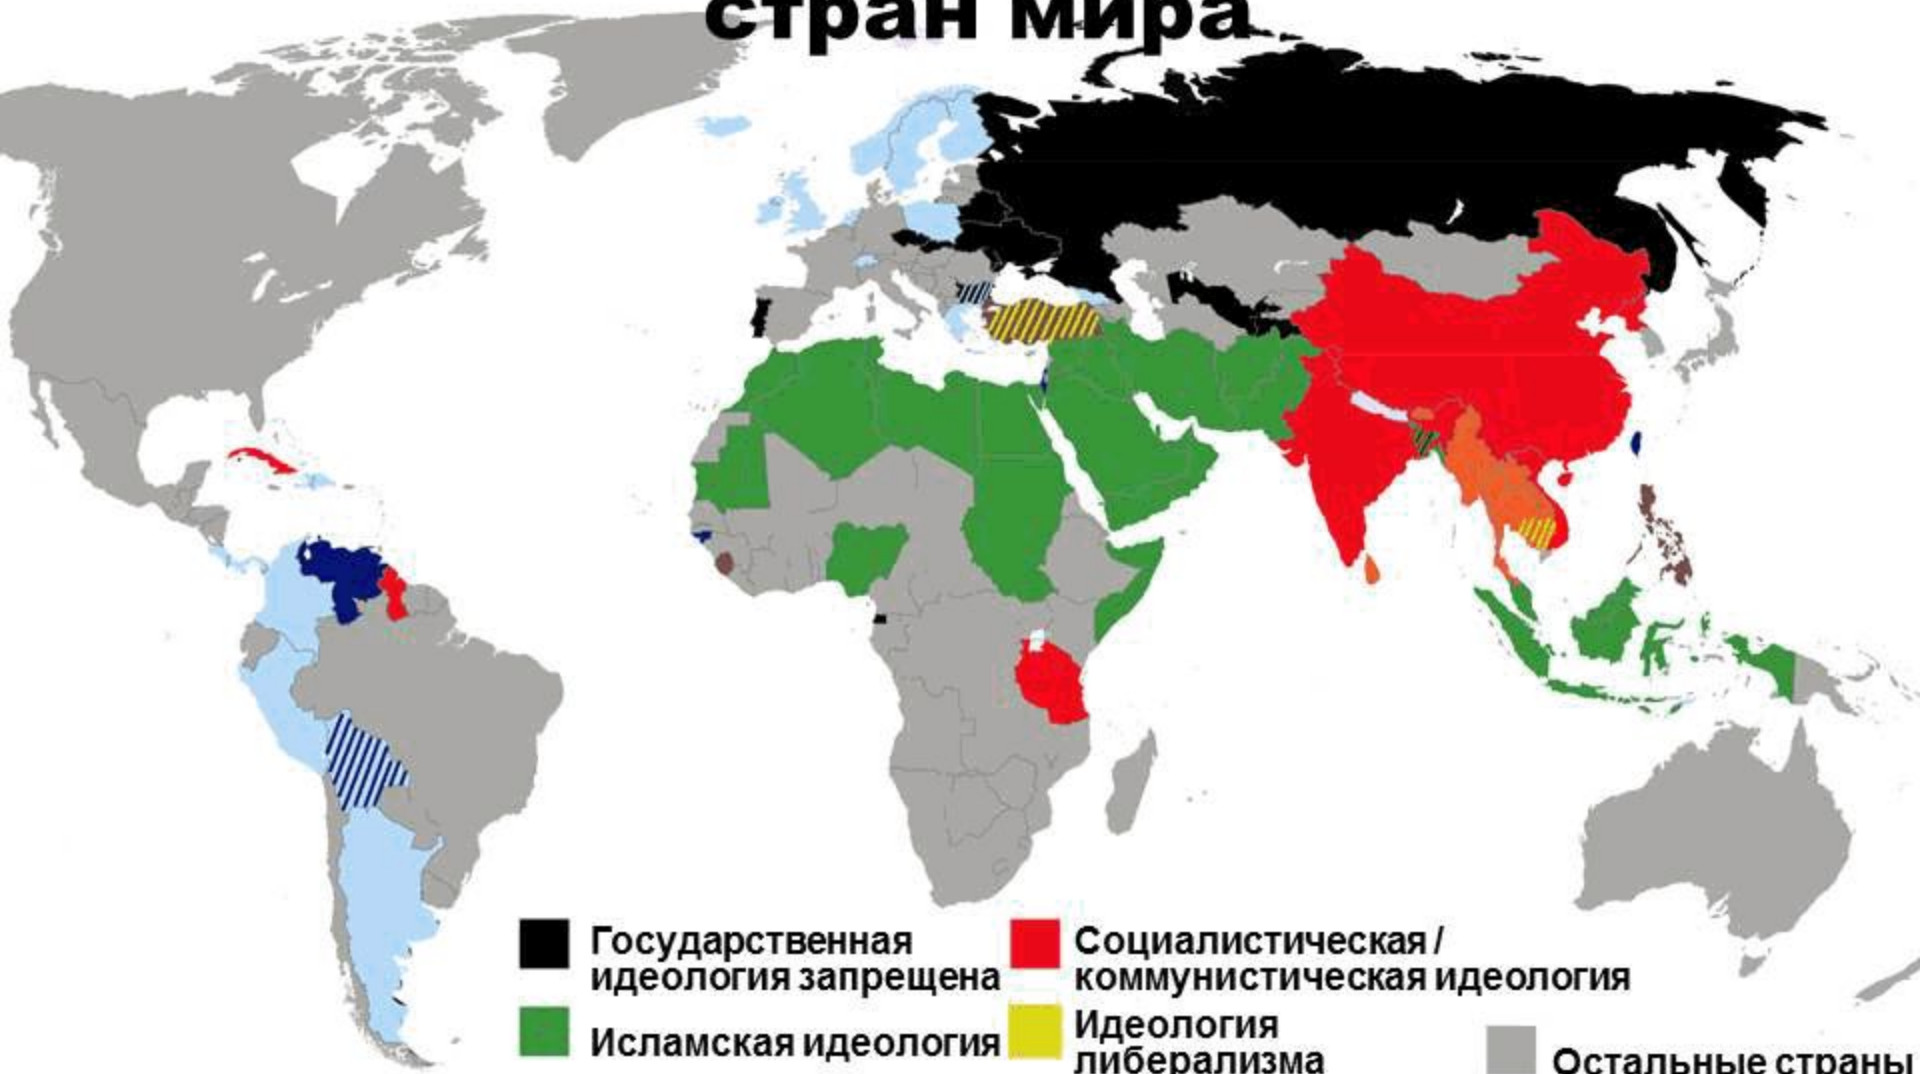 стран мира
Государственная
идеология запрещена
Социалистическая /
коммунистическая идеология
Исламская идеология
Идеология
либерализма
Остальные страны